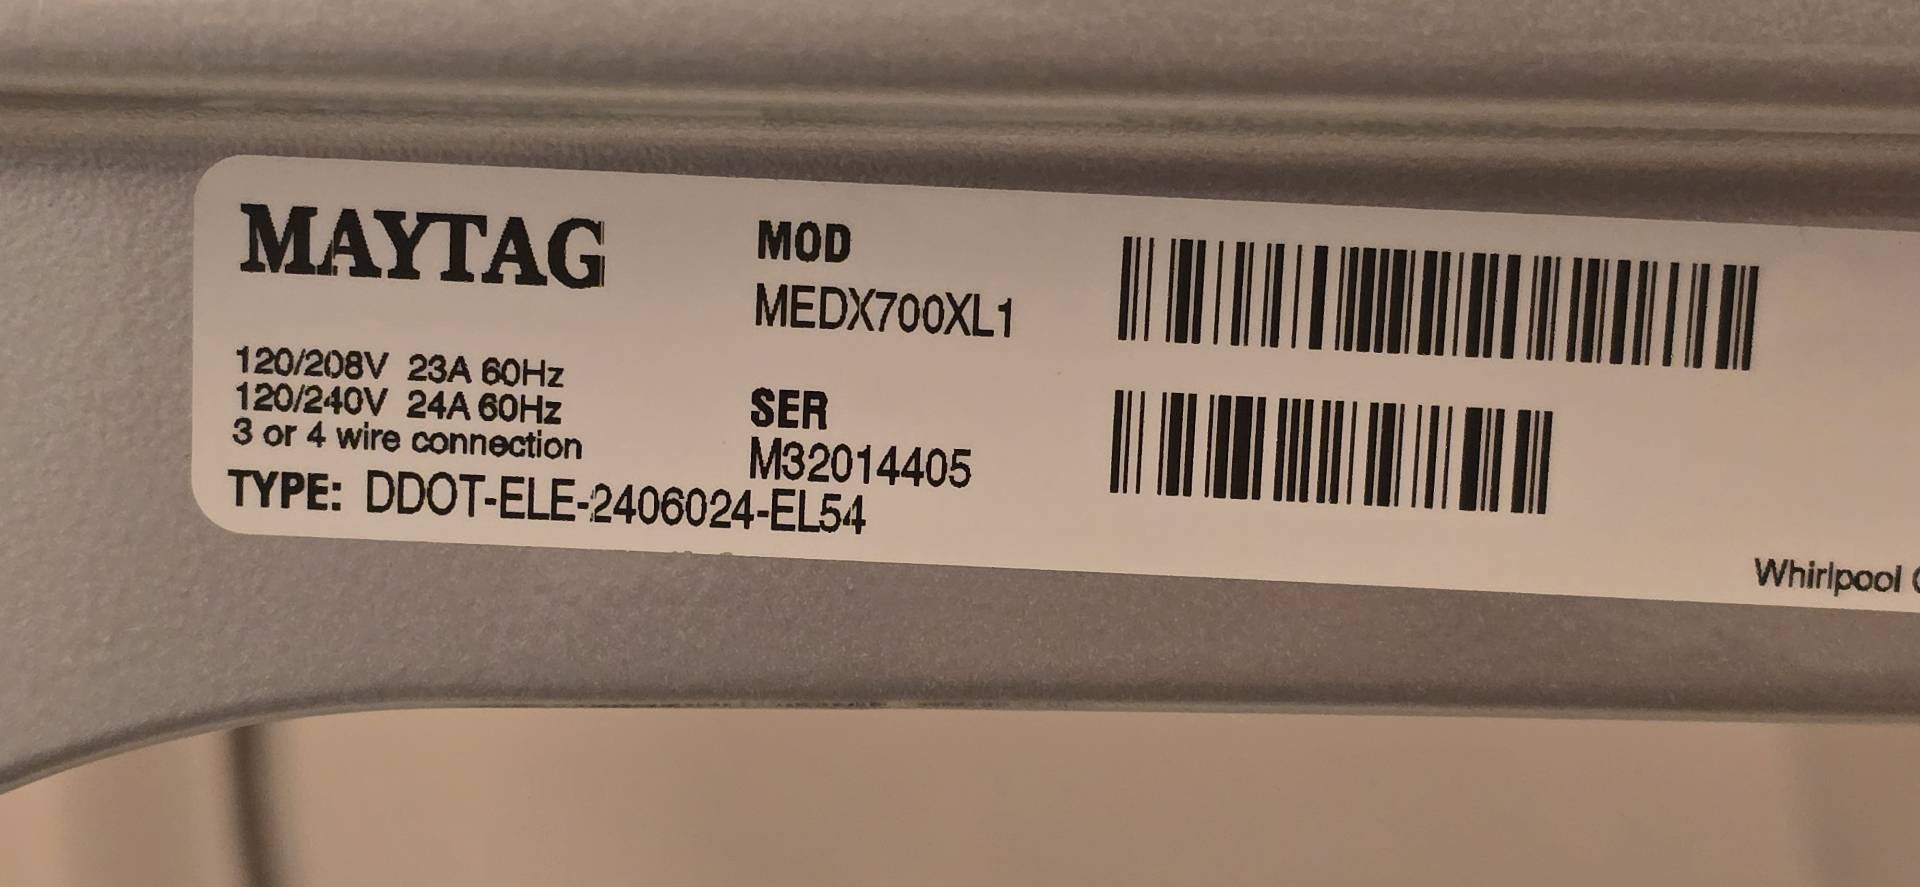 MAYTAG
120/208V 23A 60Hz
120/240V 24A 60Hz
3 or 4 wire connection
TYPE: DDOT-ELE-2406024-EL54
MOD
MEDX700XL1
SER
M32014405
Whirlpool